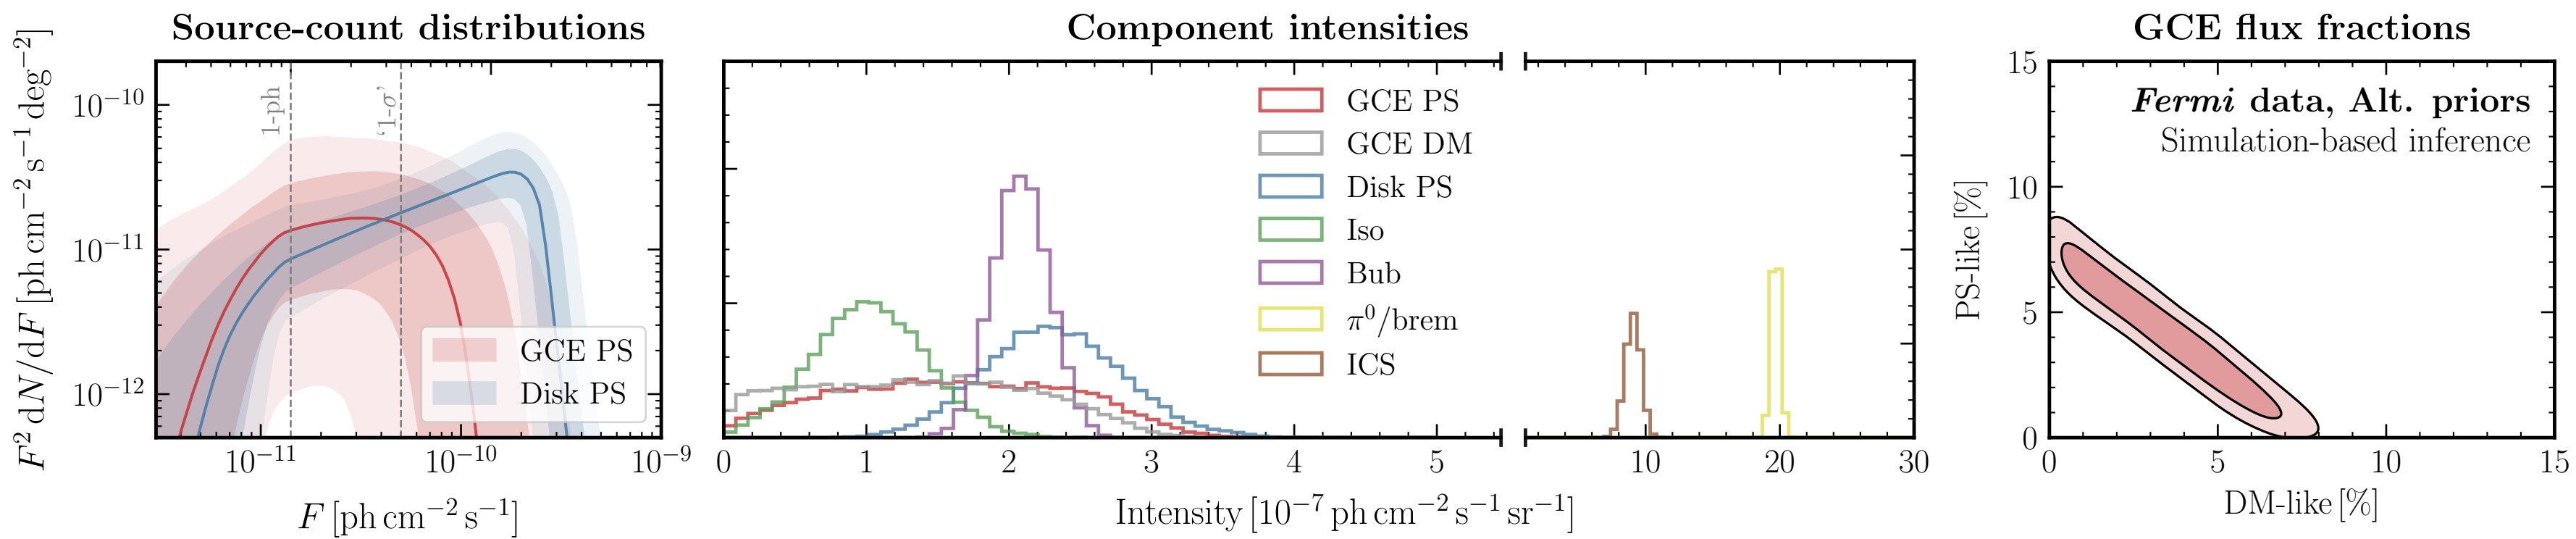 Source-count distributions
F² dN/dF [ph cm⁻² s⁻¹ deg⁻²]
10⁻¹⁰
10⁻¹¹
10⁻¹²
1-ph
'1-σ'
GCE PS
Disk PS
10⁻¹¹ 10⁻¹⁰ 10⁻⁹
F [ph cm⁻² s⁻¹]
Component intensities
GCE PS
GCE DM
Disk PS
Iso
Bub
π⁰/brem
ICS
0 1 2 3 4 5 10 20 30
Intensity [10⁻⁷ ph cm⁻² s⁻¹ sr⁻¹]
GCE flux fractions
Fermi data, Alt. priors
Simulation-based inference
PS-like [%]
15
10
5
0
0 5 10 15
DM-like [%]